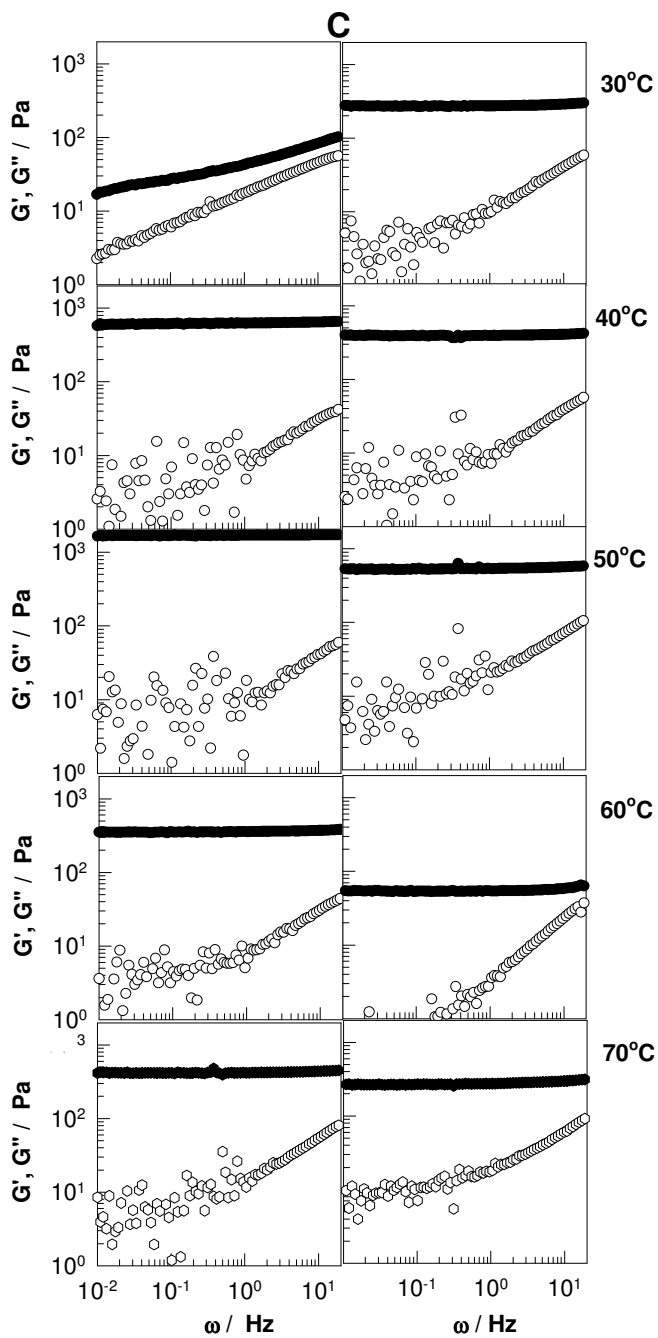 C
10³
10²
10¹
10⁰
G', G'' / Pa
30°C
10³
10²
10¹
10⁰
G', G'' / Pa
40°C
10³
10²
10¹
10⁰
G', G'' / Pa
50°C
10³
10²
10¹
10⁰
G', G'' / Pa
60°C
3
10²
10¹
10⁰
G', G'' / Pa
70°C
10⁻² 10⁻¹ 10⁰ 10¹ 10⁻¹ 10⁰ 10¹
ω / Hz ω / Hz